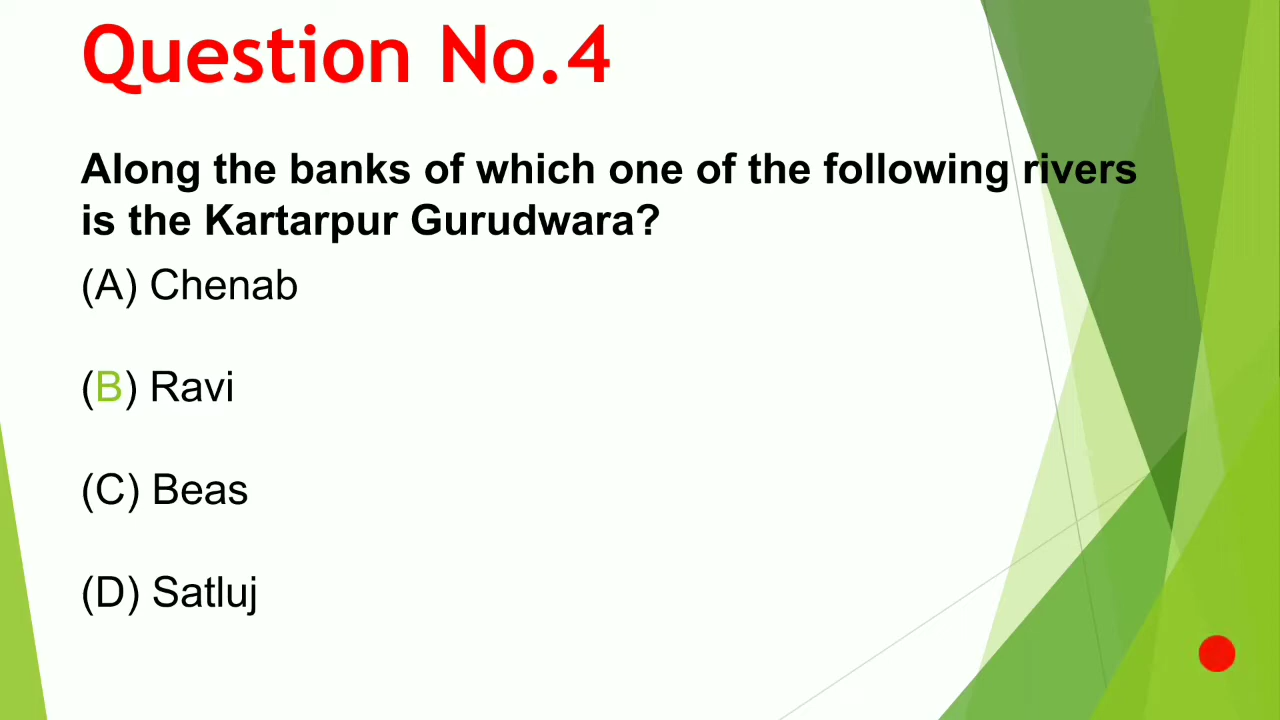 Question No.4
Along the banks of which one of the following rivers
is the Kartarpur Gurudwara?
(A) Chenab
(B) Ravi
(C) Beas
(D) Satluj